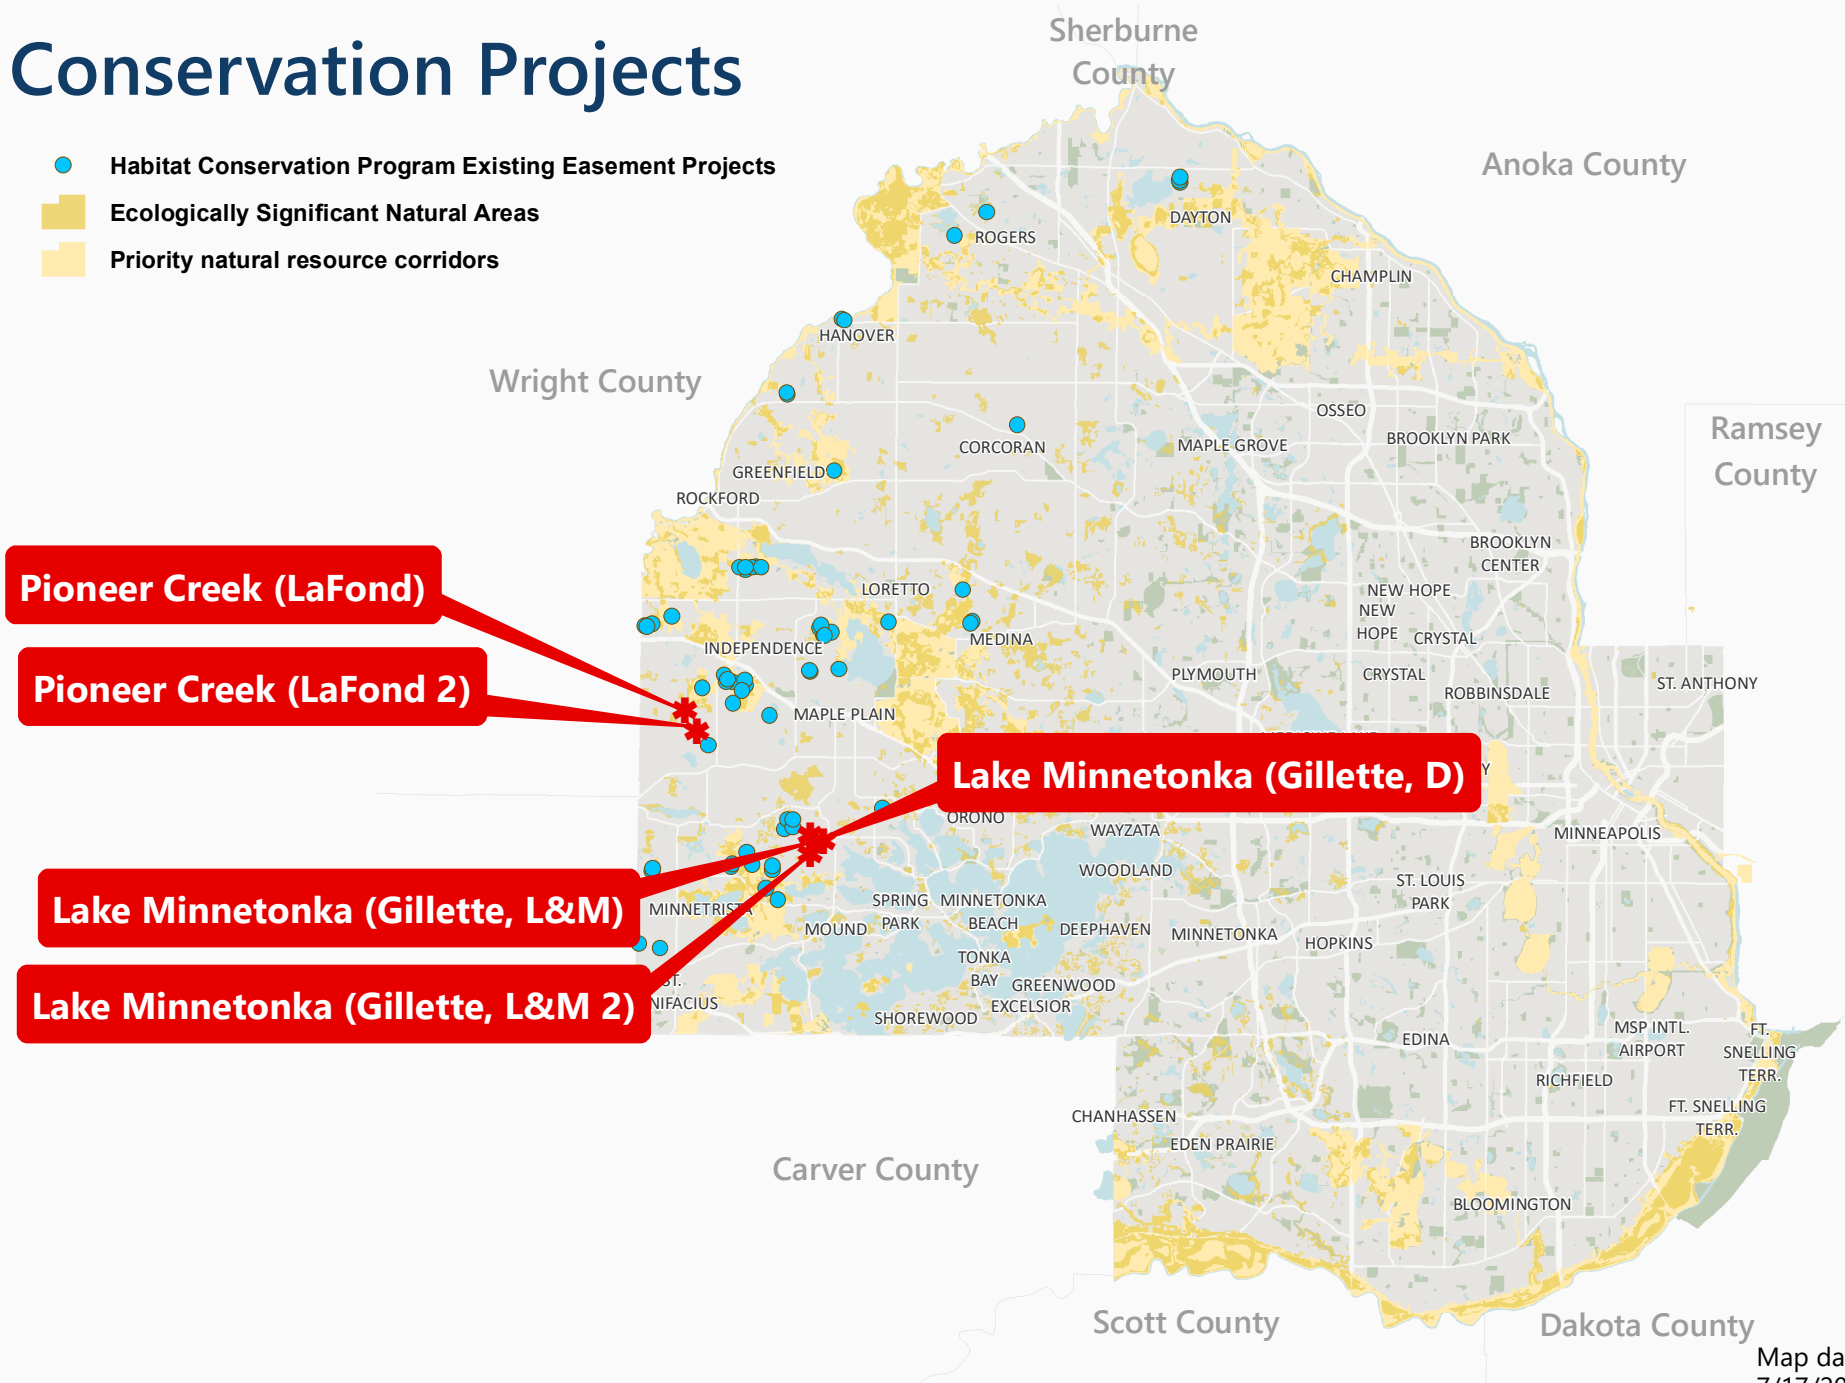 Conservation Projects
Habitat Conservation Program Existing Easement Projects
Ecologically Significant Natural Areas
Priority natural resource corridors
Sherburne
County
Anoka County
Wright County
Ramsey
County
Carver County
Scott County
Dakota County
DAYTON
ROGERS
CHAMPLIN
HANOVER
OSSEO
BROOKLYN PARK
MAPLE GROVE
CORCORAN
GREENFIELD
ROCKFORD
BROOKLYN
CENTER
LORETTO
NEW HOPE
NEW
HOPE
CRYSTAL
MEDINA
INDEPENDENCE
PLYMOUTH
CRYSTAL
ROBBINSDALE
ST. ANTHONY
MAPLE PLAIN
Pioneer Creek (LaFond)
Pioneer Creek (LaFond 2)
Lake Minnetonka (Gillette, D)
Y
ORONO
WAYZATA
MINNEAPOLIS
WOODLAND
ST. LOUIS
PARK
Lake Minnetonka (Gillette, L&M)
MINNETRISTA
SPRING
PARK
MINNETONKA
BEACH
MOUND
DEEPHAVEN
MINNETONKA
HOPKINS
TONKA
BAY
GREENWOOD
EXCELSIOR
Lake Minnetonka (Gillette, L&M 2)
ST.
NIFACIUS
SHOREWOOD
EDINA
MSP INTL.
AIRPORT
FT.
SNELLING
TERR.
RICHFIELD
FT. SNELLING
TERR.
CHANHASSEN
EDEN PRAIRIE
BLOOMINGTON
Map da